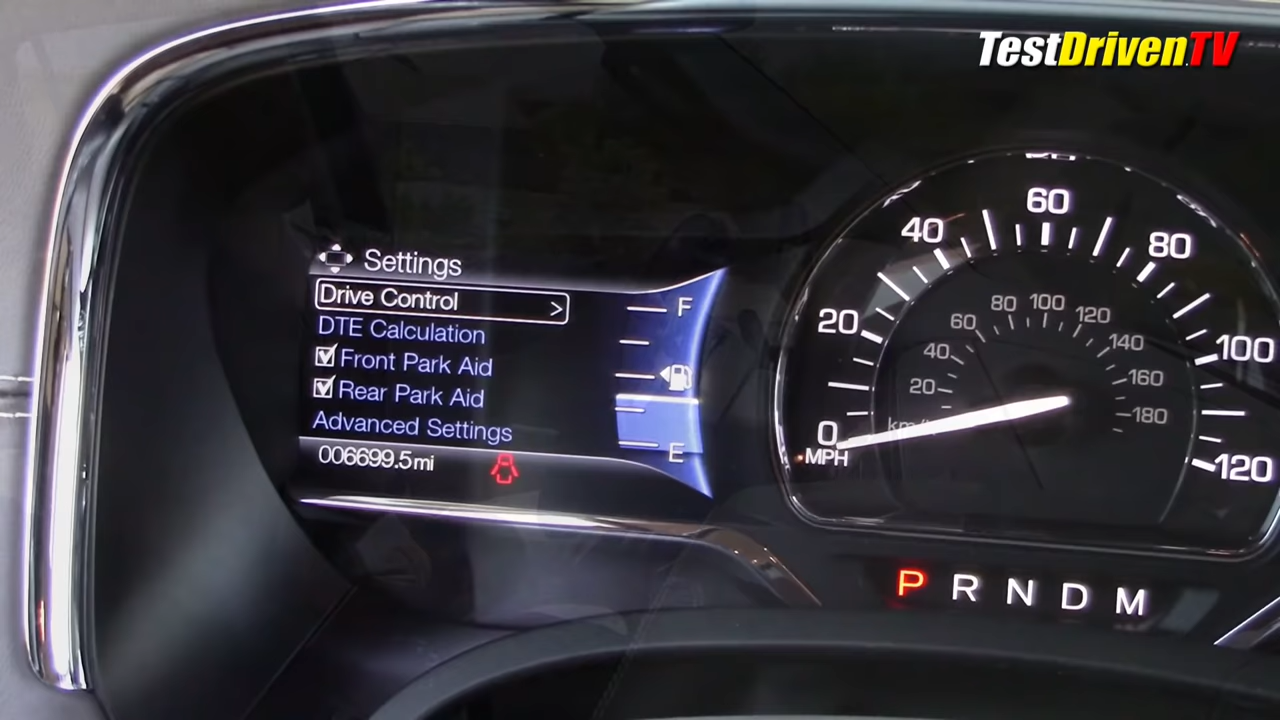 TestDrivenTV
Settings
Drive Control >
DTE Calculation
Front Park Aid
Rear Park Aid
Advanced Settings
006699.5mi
F
E
0
20
40
60
80
100
120
MPH
20
40
60
80
100
120
140
160
180
P R N D M